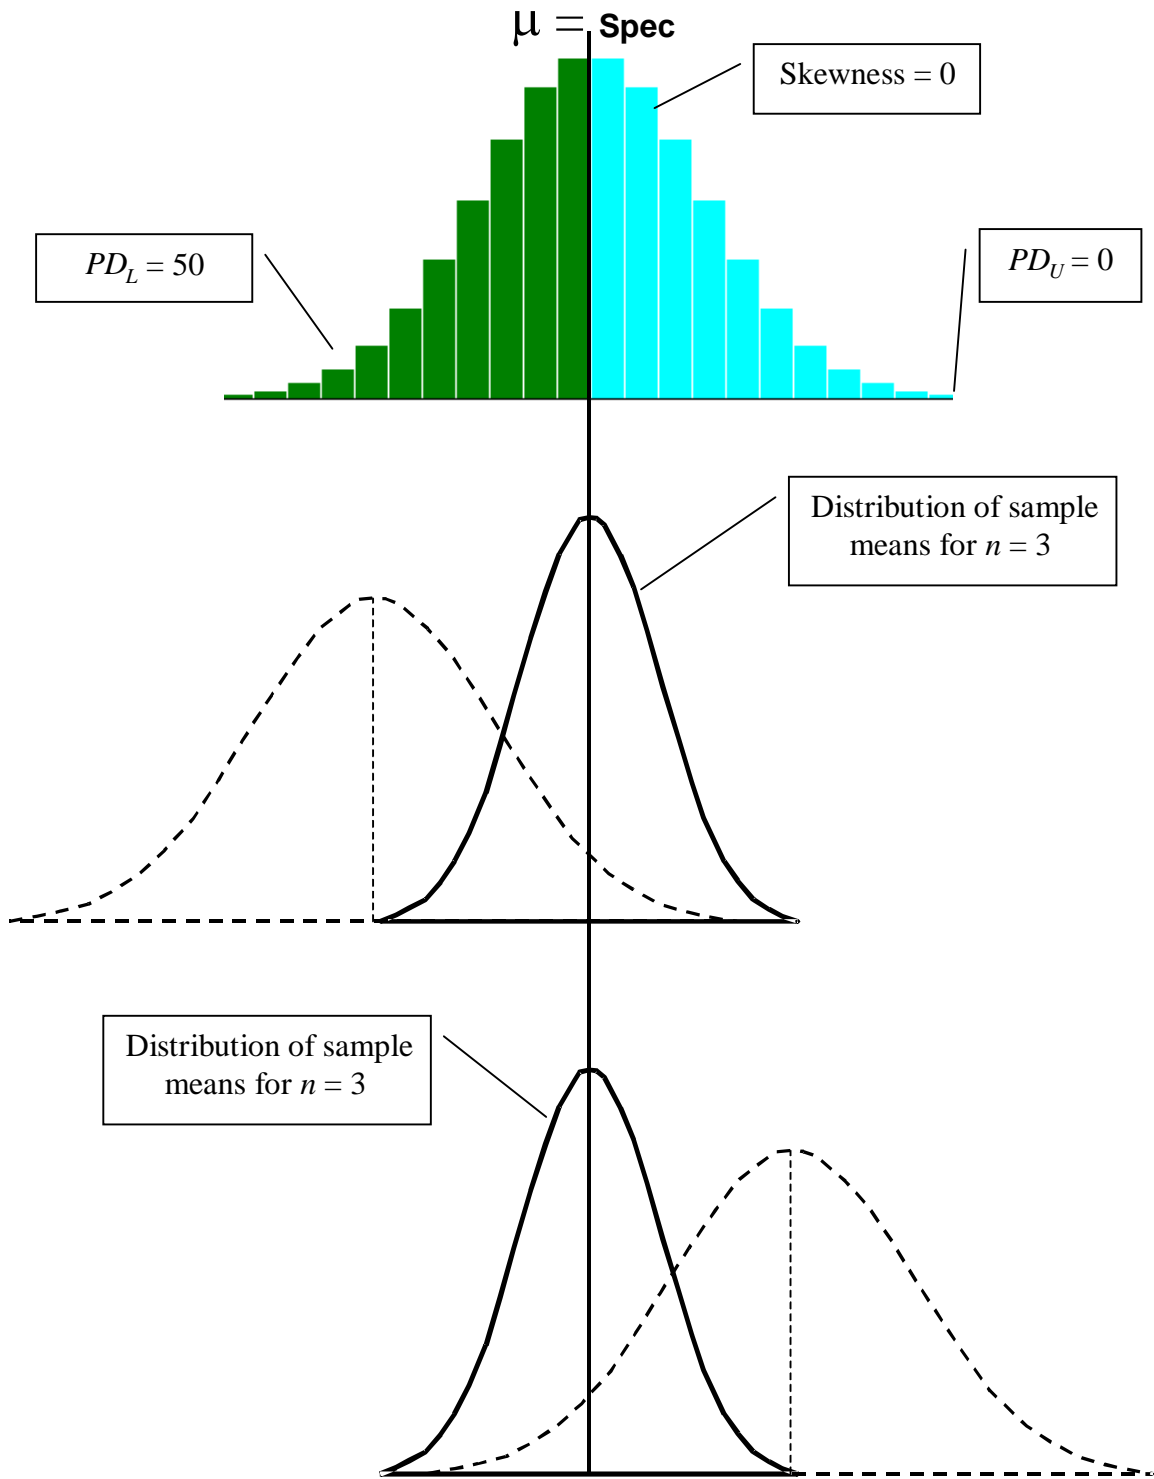 μ = Spec
Skewness = 0
PD_L = 50
PD_U = 0
Distribution of sample
means for n = 3
Distribution of sample
means for n = 3